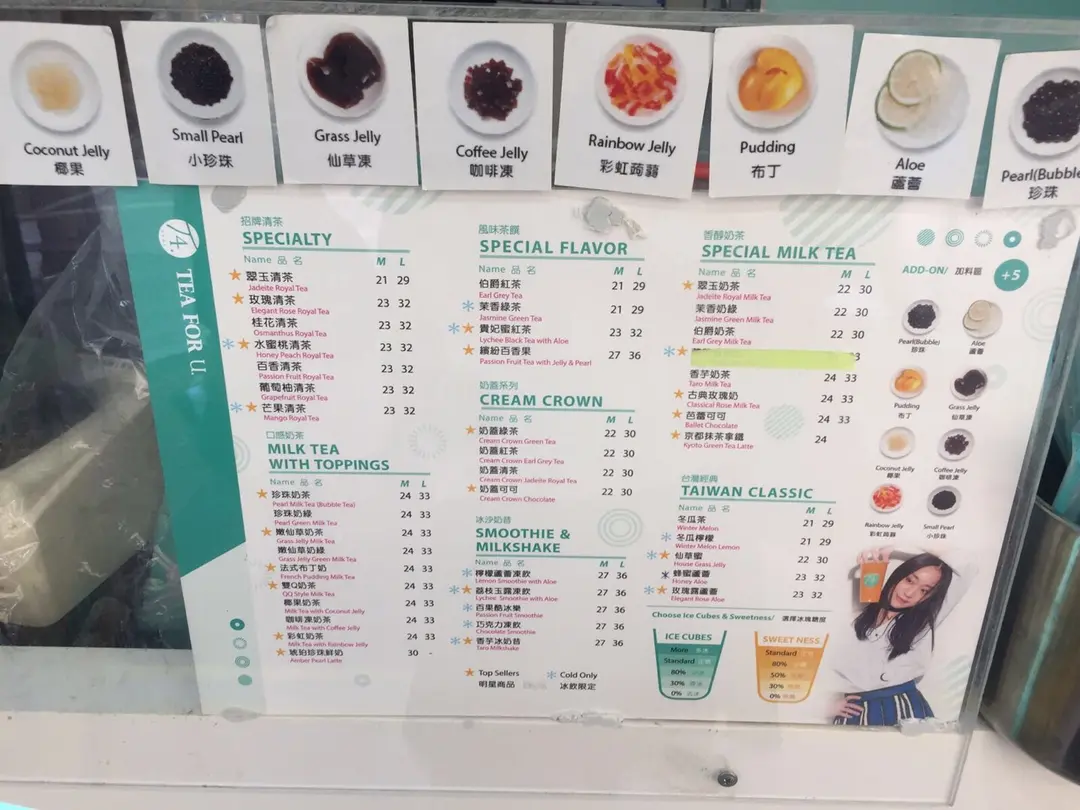 Coconut Jelly
椰果
Small Pearl
小珍珠
Grass Jelly
仙草凍
Coffee Jelly
咖啡凍
Rainbow Jelly
彩虹蒟蒻
Pudding
布丁
Aloe
蘆薈
Pearl(Bubble
珍珠
74.
TEA FOR U.
招牌清茶
SPECIALTY
Name 品名 M L
翠玉清茶 21 29
Jadeite Royal Tea
玫瑰清茶 23 32
Elegant Rose Royal Tea
桂花清茶 23 32
Osmanthus Royal Tea
水蜜桃清茶 23 32
Honey Peach Royal Tea
百香清茶 23 32
Passion Fruit Royal Tea
葡萄柚清茶 23 32
Grapefruit Royal Tea
芒果清茶 23 32
Mango Royal Tea
口感奶茶
MILK TEA
WITH TOPPINGS
Name 品名 M L
珍珠奶茶 24 33
Pearl Milk Tea (Bubble Tea)
珍珠奶綠 24 33
Pearl Green Milk Tea
嫩仙草奶茶 24 33
Grass Jelly Milk Tea
嫩仙草奶綠 24 33
Grass Jelly Green Milk Tea
法式布丁奶 24 33
French Pudding Milk Tea
雙Q奶茶 24 33
QQ Style Milk Tea
椰果奶茶 24 33
Milk Tea with Coconut Jelly
咖啡凍奶茶 24 33
Milk Tea with Coffee Jelly
彩虹奶茶 24 33
Milk Tea with Rainbow Jelly
琥珀珍珠鮮奶 30 -
Amber Pearl Latte
風味茶饌
SPECIAL FLAVOR
Name 品名 M L
伯爵紅茶 21 29
Earl Grey Tea
茉香綠茶 21 29
Jasmine Green Tea
貴妃蜜紅茶 23 32
Lychee Black Tea with Aloe
繽紛百香果 27 36
Passion Fruit Tea with Jelly & Pearl
奶蓋系列
CREAM CROWN
Name 品名 M L
奶蓋綠茶 22 30
Cream Crown Green Tea
奶蓋紅茶 22 30
Cream Crown Earl Grey Tea
奶蓋清茶 22 30
Cream Crown Jadeite Royal Tea
奶蓋可可 22 30
Cream Crown Chocolate
冰沙奶昔
SMOOTHIE &
MILKSHAKE
Name 品名 M L
檸檬蘆薈凍飲 27 36
Lemon Smoothie with Aloe
荔枝玉露凍飲 27 36
Lychee Smoothie with Aloe
百果酷冰樂 27 36
Passion Fruit Smoothie
巧克力凍飲 27 36
Chocolate Smoothie
香芋冰奶昔 27 36
Taro Milkshake
Top Sellers
明星商品
Cold Only
冰飲限定
香醇奶茶
SPECIAL MILK TEA
Name 品名 M L
翠玉奶茶 22 30
Jadeite Royal Milk Tea
茉香奶綠 22 30
Jasmine Green Milk Tea
伯爵奶茶 22 30
Earl Grey Milk Tea
3
香芋奶茶 24 33
Taro Milk Tea
古典玫瑰奶 24 33
Classical Rose Milk Tea
芭蕾可可 24 33
Ballet Chocolate
京都抹茶拿鐵 24
Kyoto Green Tea Latte
台灣經典
TAIWAN CLASSIC
Name 品名 M L
冬瓜茶 21 29
Winter Melon
冬瓜檸檬 21 29
Winter Melon Lemon
仙草蜜 22 30
House Grass Jelly
蜂蜜蘆薈 23 32
Honey Aloe
玫瑰露蘆薈 23 32
Elegant Rose Aloe
Choose Ice Cubes & Sweetness/ 選擇冰塊糖度
ICE CUBES
More
Standard
80%
30%
0%
SWEET NESS
Standard
80%
50%
30%
0%
ADD-ON/ 加料區 +5
Pearl(Bubble)
珍珠
Aloe
蘆薈
Pudding
布丁
Grass Jelly
仙草凍
Coconut Jelly
椰果
Coffee Jelly
咖啡凍
Rainbow Jelly
彩虹蒟蒻
Small Pearl
小珍珠